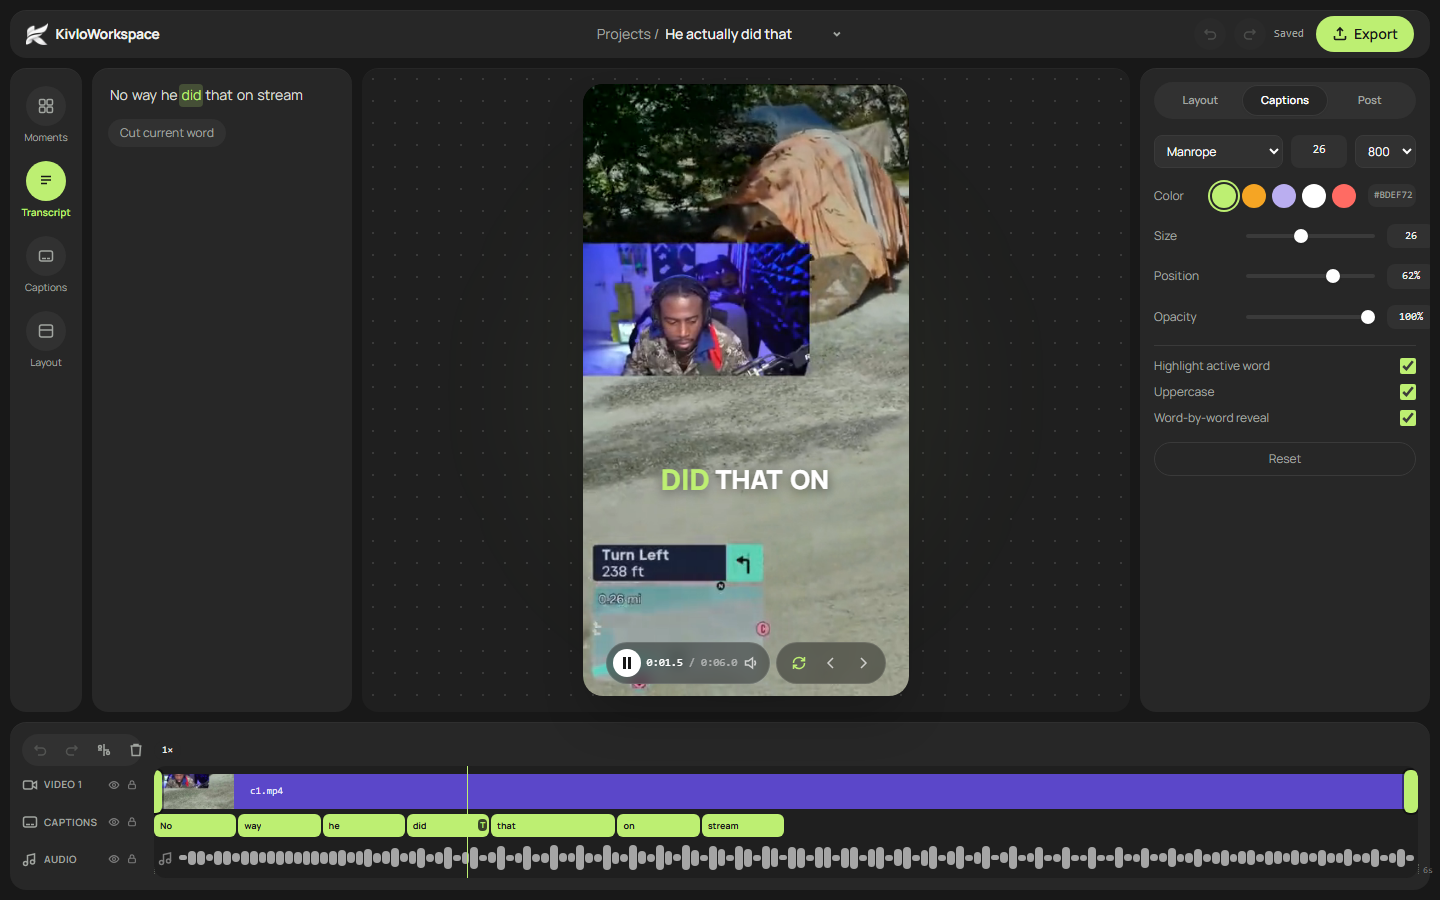 KivloWorkspace
Projects / He actually did that
Saved
Export
Moments
Transcript
Captions
Layout
No way he did that on stream
Cut current word
DID THAT ON
Turn Left
238 ft
0.26 mi
C
0:01.5 / 0:06.0
Layout
Captions
Post
Manrope
26
800
Color
#BDEF72
Size
26
Position
62%
Opacity
100%
Highlight active word
Uppercase
Word-by-word reveal
Reset
1×
VIDEO 1
c1.mp4
CAPTIONS
No
way
he
did
T
that
on
stream
AUDIO
6s